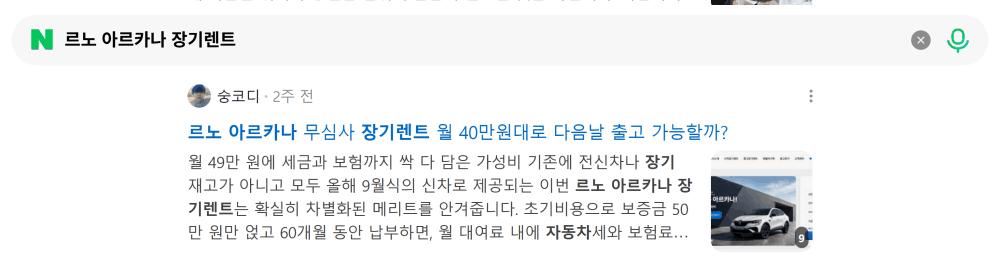 르노 아르카나 장기렌트
숭코디 · 2주 전
르노 아르카나 무심사 장기렌트 월 40만원대로 다음날 출고 가능할까?
월 49만 원에 세금과 보험까지 싹 다 담은 가성비 기존에 전신차나 장기
재고가 아니고 모두 올해 9월식의 신차로 제공되는 이번 르노 아르카나 장
기렌트는 확실히 차별화된 메리트를 안겨줍니다. 초기비용으로 보증금 50
만 원만 얹고 60개월 동안 납부하면, 월 대여료 내에 자동차세와 보험료...
9